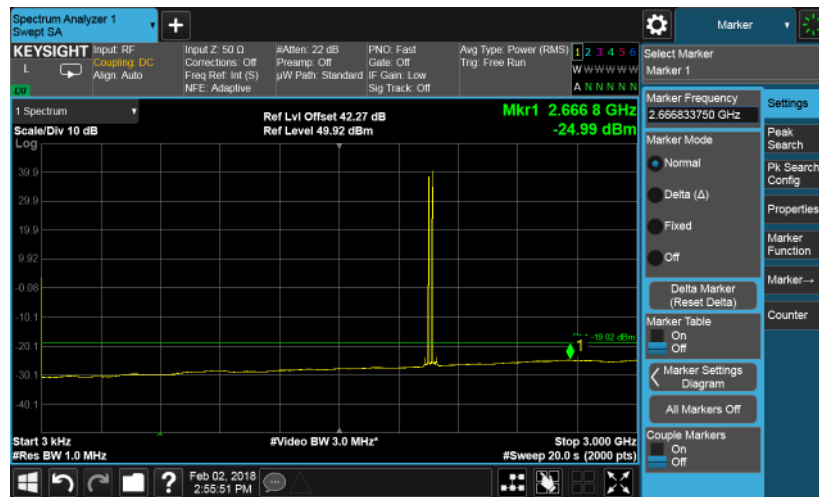 Spectrum Analyzer 1
Swept SA
Marker
KEYSIGHT
L
LXI
Input: RF
Coupling: DC
Align: Auto
Input Z: 50 Ω
Corrections: Off
Freq Ref: Int (S)
NFE: Adaptive
#Atten: 22 dB
Preamp: Off
µW Path: Standard
PNO: Fast
Gate: Off
IF Gain: Low
Sig Track: Off
Avg Type: Power (RMS)
Trig: Free Run
1 2 3 4 5 6
W W W W W W
A N N N N N
1 Spectrum
Scale/Div 10 dB
Log
Ref Lvl Offset 42.27 dB
Ref Level 49.92 dBm
Mkr1 2.666 8 GHz
-24.99 dBm
39.9
29.9
19.9
9.92
-0.08
-10.1
-20.1
-30.1
-40.1
-19.02 dBm
1
Start 3 kHz
#Res BW 1.0 MHz
#Video BW 3.0 MHz*
Stop 3.000 GHz
#Sweep 20.0 s (2000 pts)
Feb 02, 2018
2:55:51 PM
?
Select Marker
Marker 1
Marker Frequency
2.666833750 GHz
Marker Mode
Normal
Delta (Δ)
Fixed
Off
Delta Marker
(Reset Delta)
Marker Table
On
Off
Marker Settings
Diagram
All Markers Off
Couple Markers
On
Off
Settings
Peak
Search
Pk Search
Config
Properties
Marker
Function
Marker→
Counter